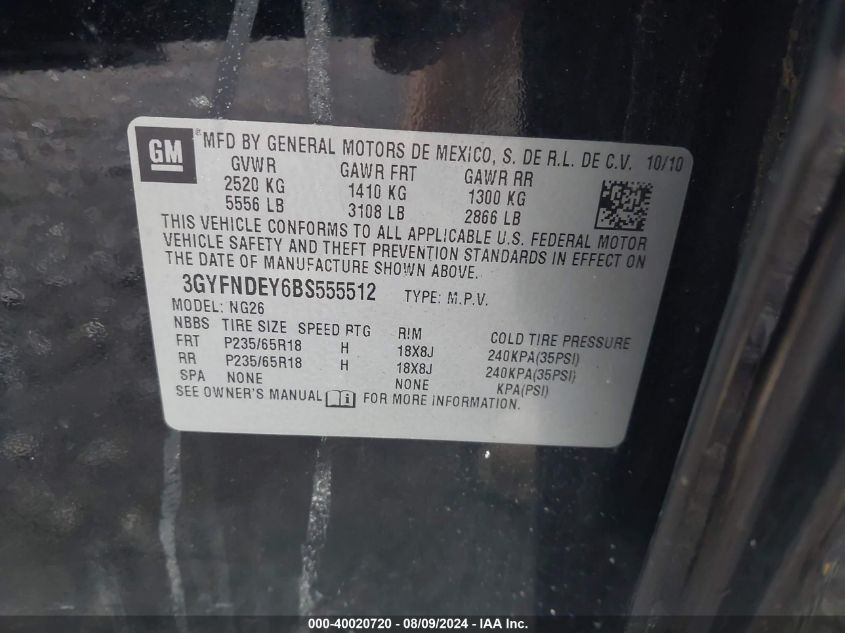 GM ® MFD BY GENERAL MOTORS DE MEXICO, S. DE R.L. DE C.V. 10/10
GVWR GAWR FRT GAWR RR
2520 KG 1410 KG 1300 KG
5556 LB 3108 LB 2866 LB
THIS VEHICLE CONFORMS TO ALL APPLICABLE U.S. FEDERAL MOTOR
VEHICLE SAFETY AND THEFT PREVENTION STANDARDS IN EFFECT ON
THE DATE OF MANUFACTURE SHOWN ABOVE.
3GYFNDEY6BS555512 TYPE: M.P.V.
MODEL: NG26
NBBS TIRE SIZE SPEED RTG RIM COLD TIRE PRESSURE
FRT P235/65R18 H 18X8J 240KPA(35PSI)
RR P235/65R18 H 18X8J 240KPA(35PSI)
SPA NONE NONE KPA(PSI)
SEE OWNER'S MANUAL i FOR MORE INFORMATION.
000-40020720 - 08/09/2024 - IAA Inc.